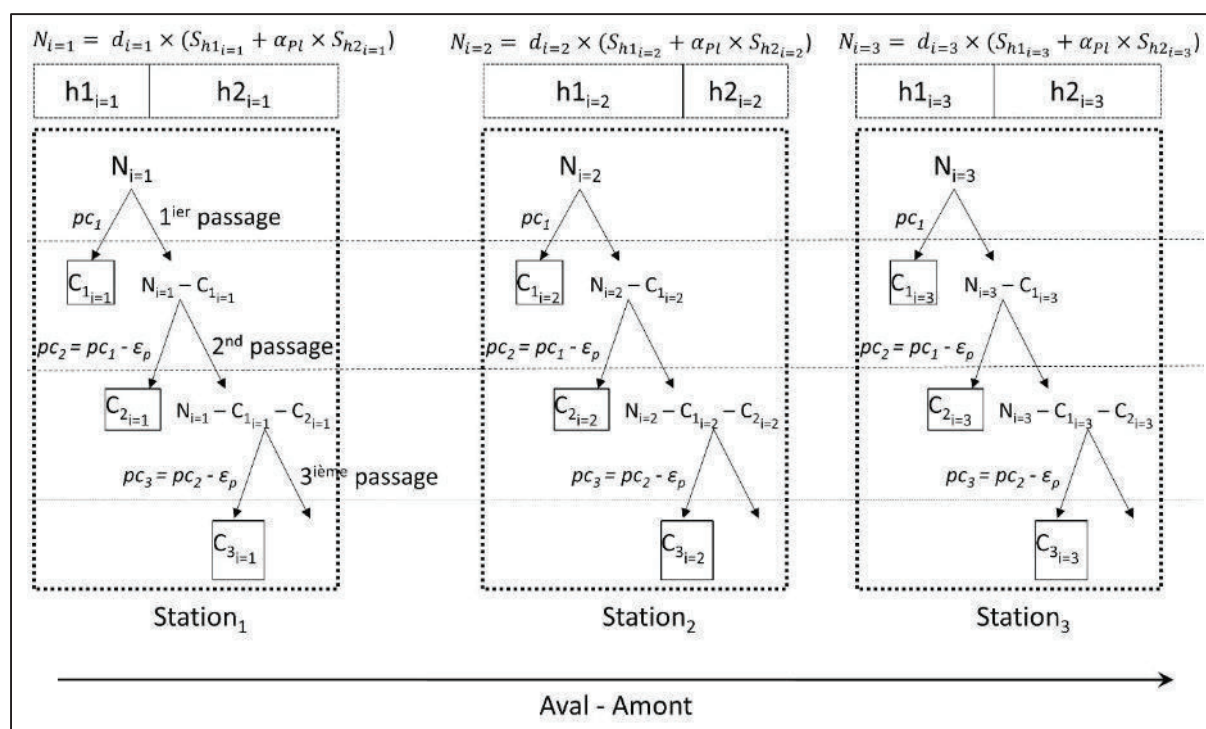 N_{i=1} = d_{i=1} × (S_{h1_{i=1}} + α_{Pl} × S_{h2_{i=1}}) N_{i=2} = d_{i=2} × (S_{h1_{i=2}} + α_{Pl} × S_{h2_{i=2}}) N_{i=3} = d_{i=3} × (S_{h1_{i=3}} + α_{Pl} × S_{h2_{i=3}})
h1_{i=1} h2_{i=1} h1_{i=2} h2_{i=2} h1_{i=3} h2_{i=3}
N_{i=1} N_{i=2} N_{i=3}
pc_1 1^{ier} passage pc_1 pc_1
C_{1_{i=1}} N_{i=1} – C_{1_{i=1}} C_{1_{i=2}} N_{i=2} – C_{1_{i=2}} C_{1_{i=3}} N_{i=3} – C_{1_{i=3}}
pc_2 = pc_1 - ε_p 2^{nd} passage pc_2 = pc_1 - ε_p pc_2 = pc_1 - ε_p
C_{2_{i=1}} N_{i=1} – C_{1_{i=1}} – C_{2_{i=1}} C_{2_{i=2}} N_{i=2} – C_{1_{i=2}} – C_{2_{i=2}} C_{2_{i=3}} N_{i=3} – C_{1_{i=3}} – C_{2_{i=3}}
pc_3 = pc_2 - ε_p 3^{ième} passage pc_3 = pc_2 - ε_p pc_3 = pc_2 - ε_p
C_{3_{i=1}} C_{3_{i=2}} C_{3_{i=3}}
Station_1 Station_2 Station_3
Aval - Amont